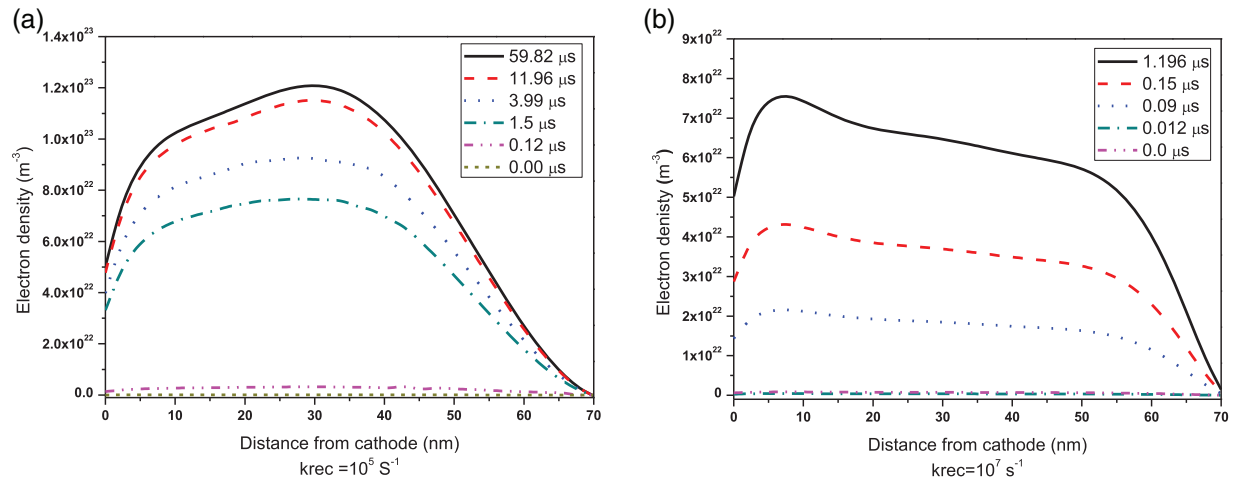 (a)
Electron density (m⁻³)
1.4x10²³
1.2x10²³
1.0x10²³
8.0x10²²
6.0x10²²
4.0x10²²
2.0x10²²
0.0
59.82 µs
11.96 µs
3.99 µs
1.5 µs
0.12 µs
0.00 µs
0 10 20 30 40 50 60 70
Distance from cathode (nm)
krec =10⁵ S⁻¹
(b)
Electron denisty (m⁻³)
9x10²²
8x10²²
7x10²²
6x10²²
5x10²²
4x10²²
3x10²²
2x10²²
1x10²²
0
1.196 µs
0.15 µs
0.09 µs
0.012 µs
0.0 µs
0 10 20 30 40 50 60 70
Distance from cathode (nm)
krec=10⁷ s⁻¹